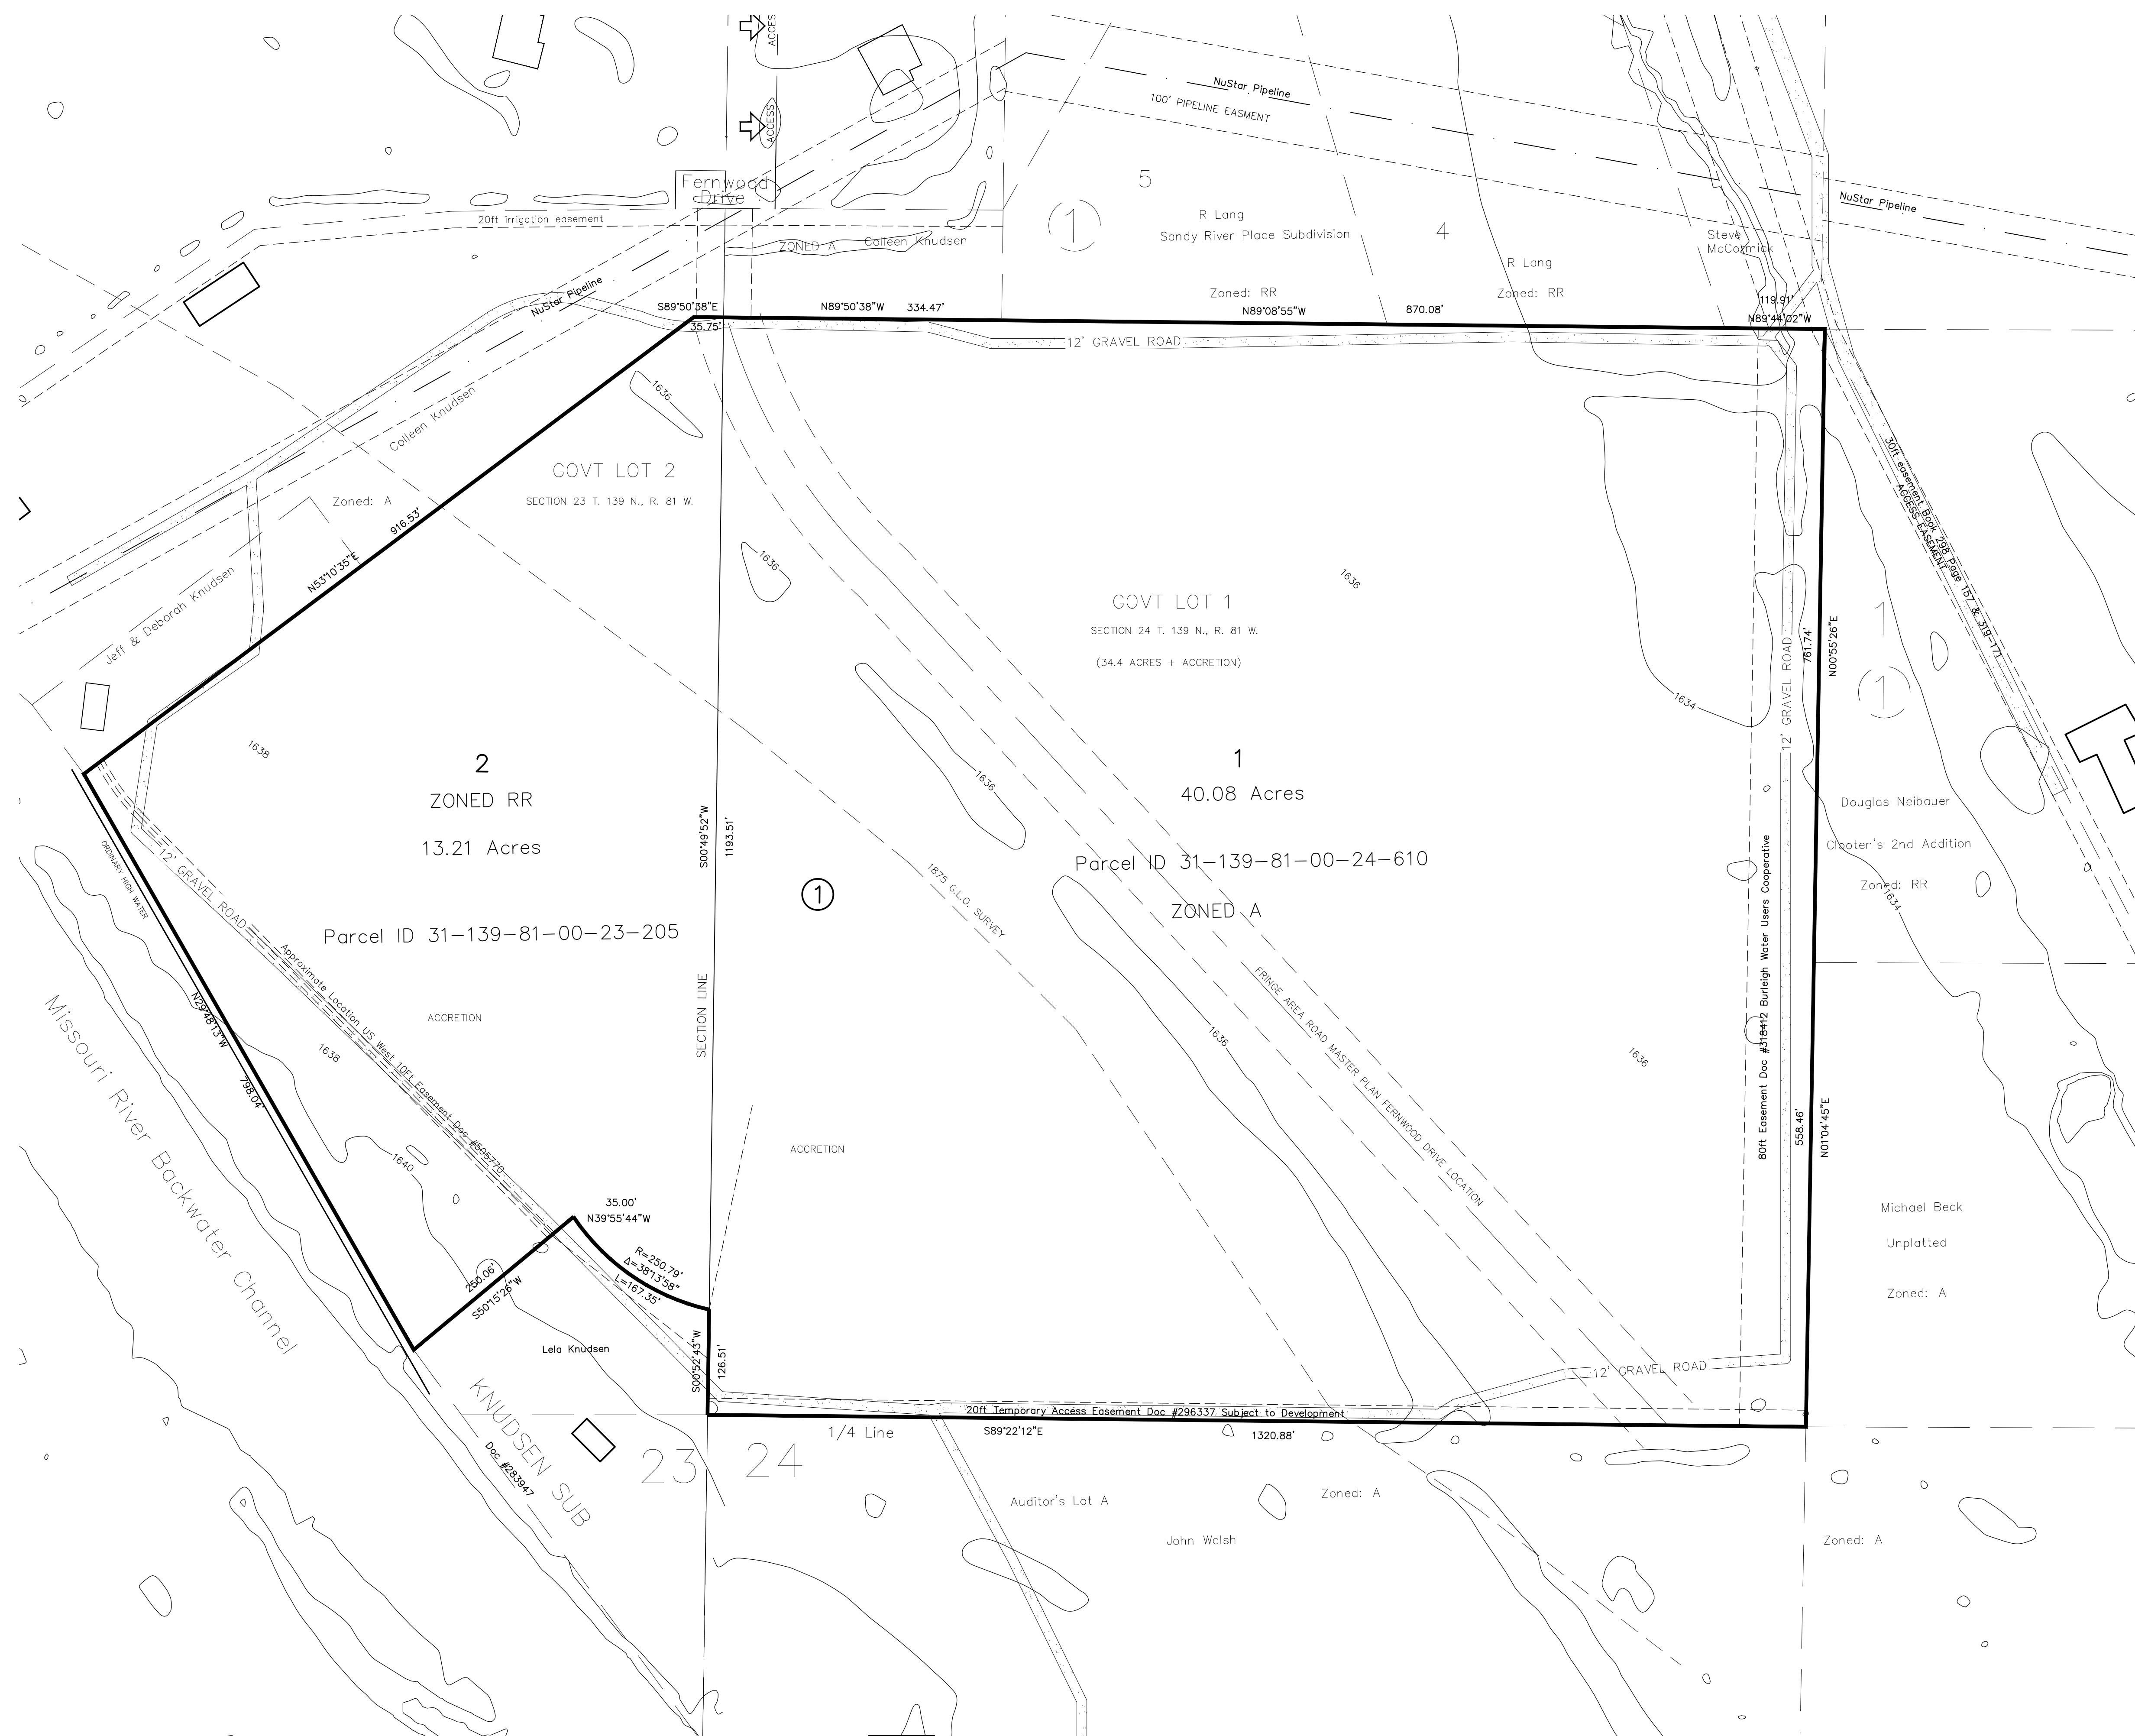 ACCES
ACCESS
NuStar Pipeline
100' PIPELINE EASMENT
Fernwood
Drive
20ft irrigation easement
ZONED A
Colleen Knudsen
5
1
R Lang
Sandy River Place Subdivision
Zoned: RR
4
R Lang
Zoned: RR
Steve
McCormick
NuStar Pipeline
NuStar Pipeline
S89°50'38"E
35.75'
N89°50'38"W
334.47'
N89°08'55"W
870.08'
119.91'
N89°44'02"W
12' GRAVEL ROAD
1636
Colleen Knudsen
Zoned: A
GOVT LOT 2
SECTION 23 T. 139 N., R. 81 W.
916.53'
N53°10'35"E
Jeff & Deborah Knudsen
1636
1636
GOVT LOT 1
SECTION 24 T. 139 N., R. 81 W.
(34.4 ACRES + ACCRETION)
30ft easement Book 298 Page 157 & 319-171
ACCESS EASEMENT
12' GRAVEL ROAD
761.74'
N00°55'26"E
1
1
1634
1638
2
ZONED RR
13.21 Acres
Parcel ID 31-139-81-00-23-205
S00°49'52"W
1193.51'
1636
1
40.08 Acres
Parcel ID 31-139-81-00-24-610
ZONED A
1
1875 G.L.O. SURVEY
Douglas Neibauer
Clooten's 2nd Addition
Zoned: RR
1634
80ft Easement Doc #318412 Burleigh Water Users Cooperative
ORDINARY HIGH WATER
12' GRAVEL ROAD
Approximate Location US West 10Ft Easement Doc #505770
SECTION LINE
ACCRETION
1638
N29°48'13"W
798.04'
Missouri River Backwater Channel
1640
FRINGE AREA ROAD MASTER PLAN FERNWOOD DRIVE LOCATION
1636
1636
ACCRETION
558.46'
N01°04'45"E
Michael Beck
Unplatted
Zoned: A
35.00'
N39°55'44"W
R=250.79'
Δ=38°13'58"
L=167.35'
250.06'
S50°15'26"W
Lela Knudsen
S00°52'43"W
126.51'
12' GRAVEL ROAD
20ft Temporary Access Easement Doc #296337 Subject to Development
1/4 Line
S89°22'12"E
1320.88'
KNUDSEN SUB
Doc #283947
23
24
Auditor's Lot A
Zoned: A
John Walsh
Zoned: A